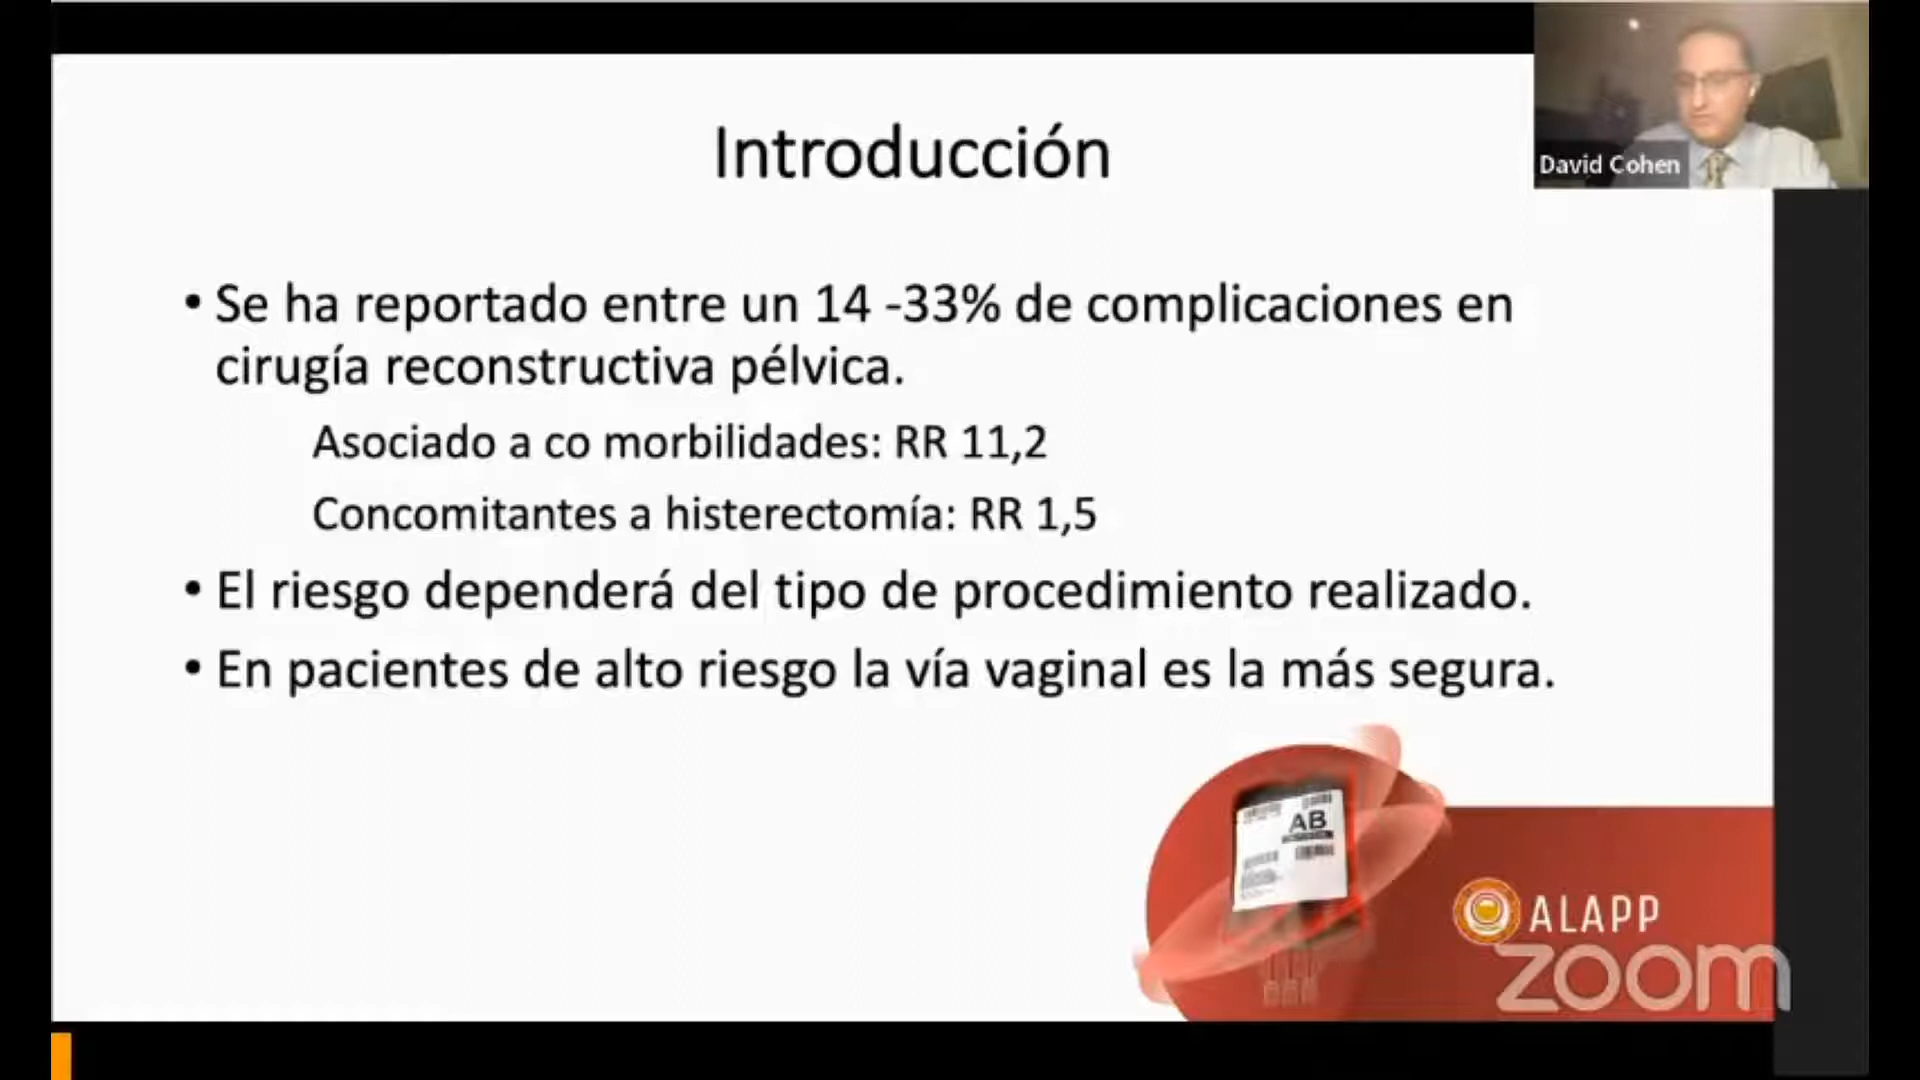 Introducción
David Cohen
• Se ha reportado entre un 14 -33% de complicaciones en
cirugía reconstructiva pélvica.
Asociado a co morbilidades: RR 11,2
Concomitantes a histerectomía: RR 1,5
• El riesgo dependerá del tipo de procedimiento realizado.
• En pacientes de alto riesgo la vía vaginal es la más segura.
AB
ALAPP
zoom